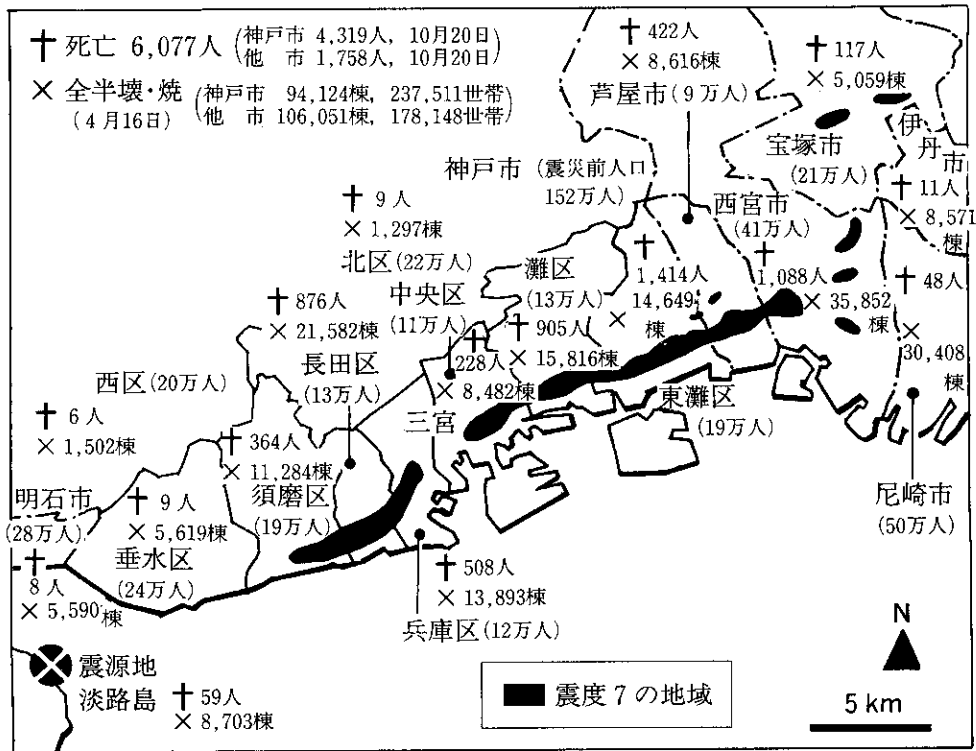 死亡 6,077人 (神戸市 4,319人, 10月20日
他 市 1,758人, 10月20日)
全半壊・焼 (神戸市 94,124棟, 237,511世帯
(4月16日) 他 市 106,051棟, 178,148世帯)
422人
8,616棟
芦屋市(9万人)
117人
5,059棟
宝塚市
(21万人)
伊丹市
11人
8,571棟
神戸市 (震災前人口
152万人)
西宮市
(41万人)
1,088人
35,852棟
48人
30,408棟
尼崎市
(50万人)
9人
1,297棟
北区(22万人)
灘区
(13万人)
1,414人
14,649棟
中央区
(11万人)
228人
8,482棟
905人
15,816棟
三宮
東灘区
(19万人)
876人
21,582棟
長田区
(13万人)
西区(20万人)
6人
1,502棟
364人
11,284棟
須磨区
(19万人)
明石市
(28万人)
8人
5,590棟
9人
5,619棟
垂水区
(24万人)
508人
13,893棟
兵庫区(12万人)
震源地
淡路島
59人
8,703棟
震度7の地域
N
5 km